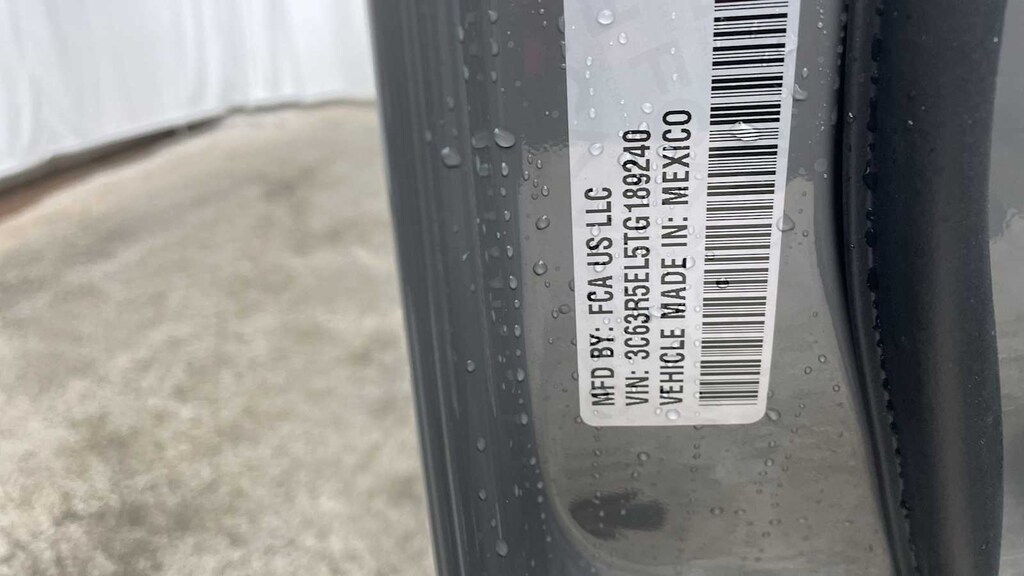 MFD BY: FCA US LLC
VIN: 3C63R5EL5TG189240
VEHICLE MADE IN: MEXICO